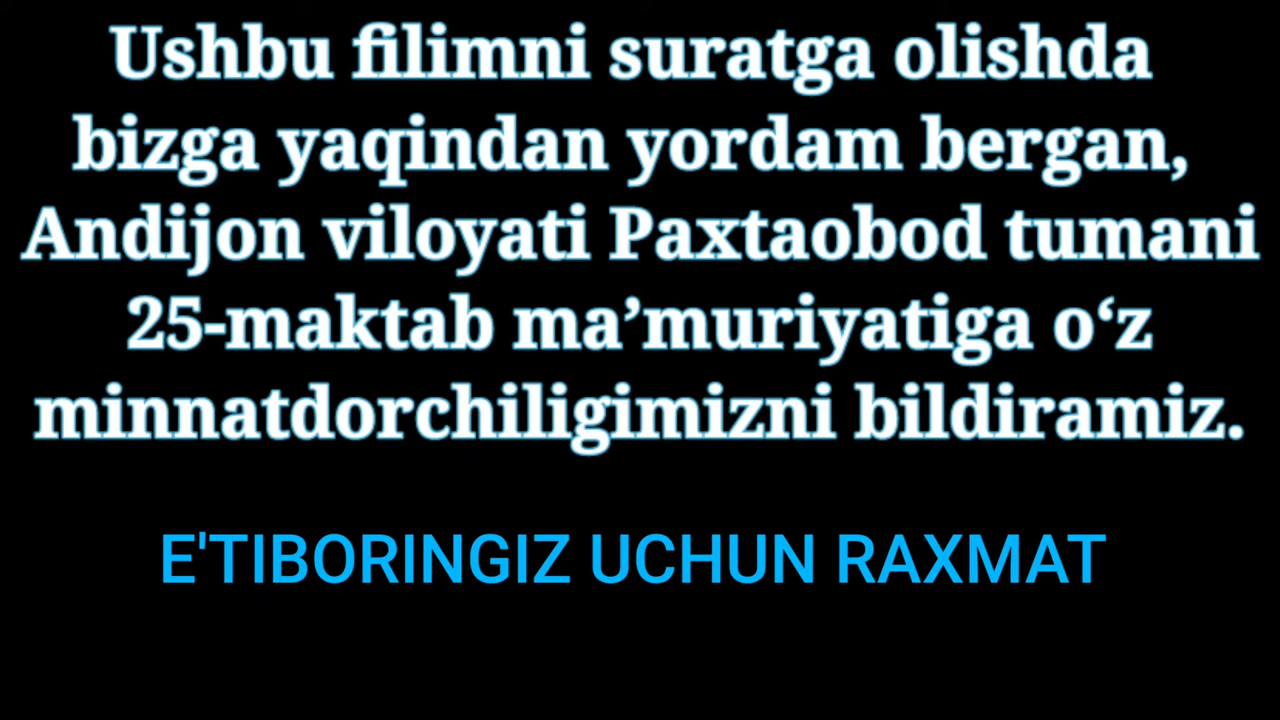 Ushbu filimni suratga olishda
bizga yaqindan yordam bergan,
Andijon viloyati Paxtaobod tumani
25-maktab ma’muriyatiga o‘z
minnatdorchiligimizni bildiramiz.
E'TIBORINGIZ UCHUN RAXMAT